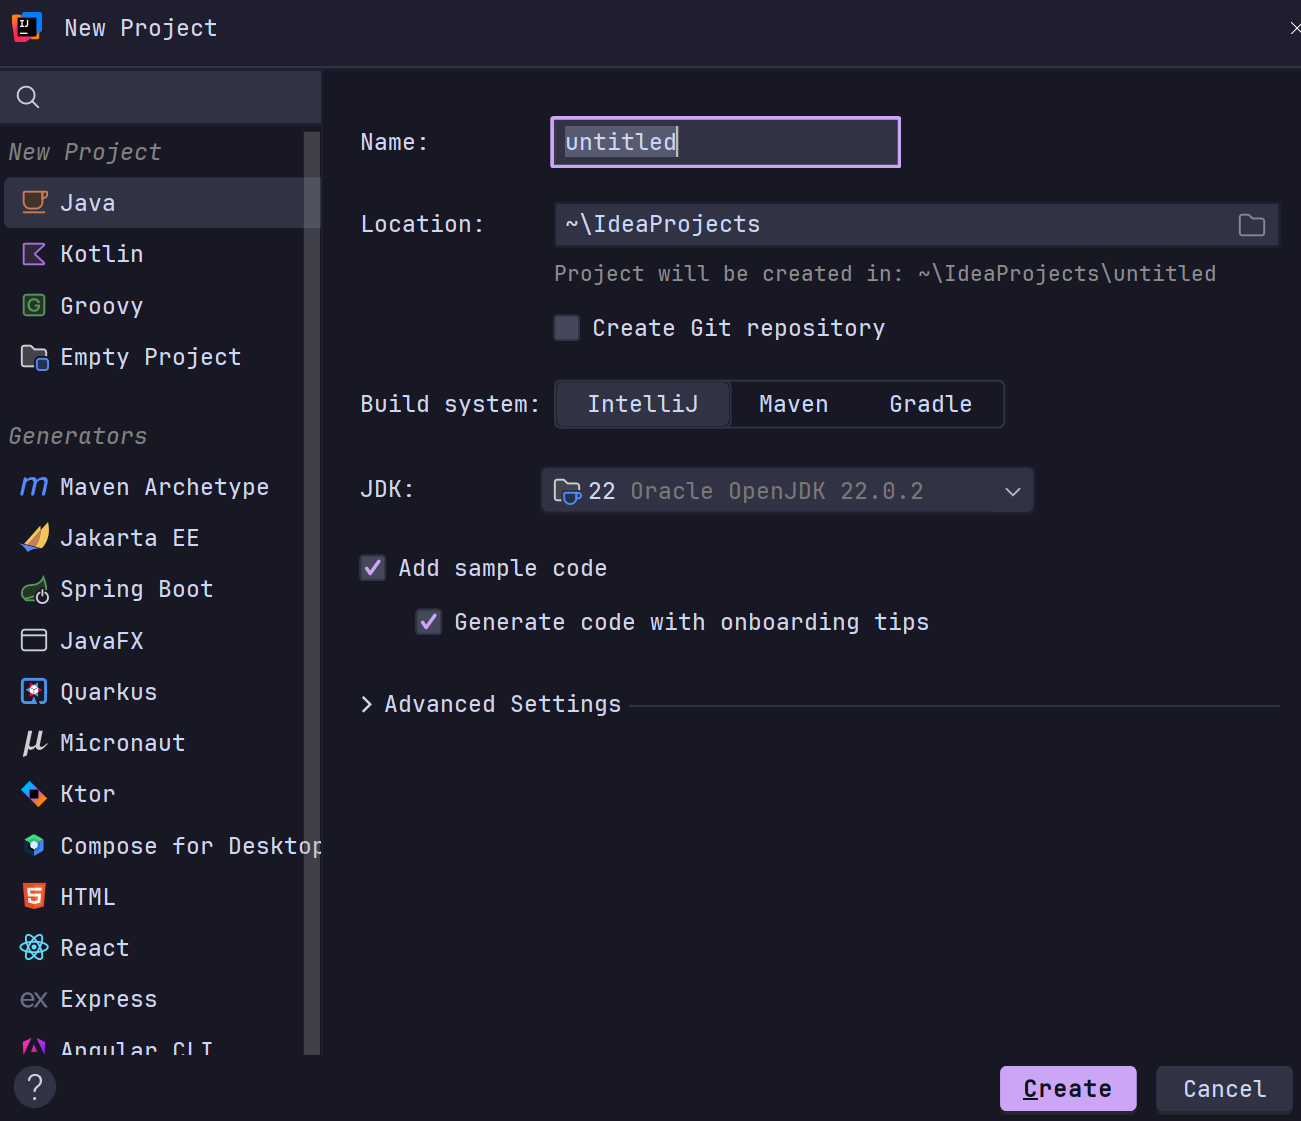 New Project
New Project
Java
Kotlin
Groovy
Empty Project
Generators
Maven Archetype
Jakarta EE
Spring Boot
JavaFX
Quarkus
Micronaut
Ktor
Compose for Desktop
HTML
React
Express
Angular CLI
Name: untitled
Location: ~\IdeaProjects
Project will be created in: ~\IdeaProjects\untitled
Create Git repository
Build system: IntelliJ Maven Gradle
JDK: 22 Oracle OpenJDK 22.0.2
Add sample code
Generate code with onboarding tips
Advanced Settings
? Create Cancel